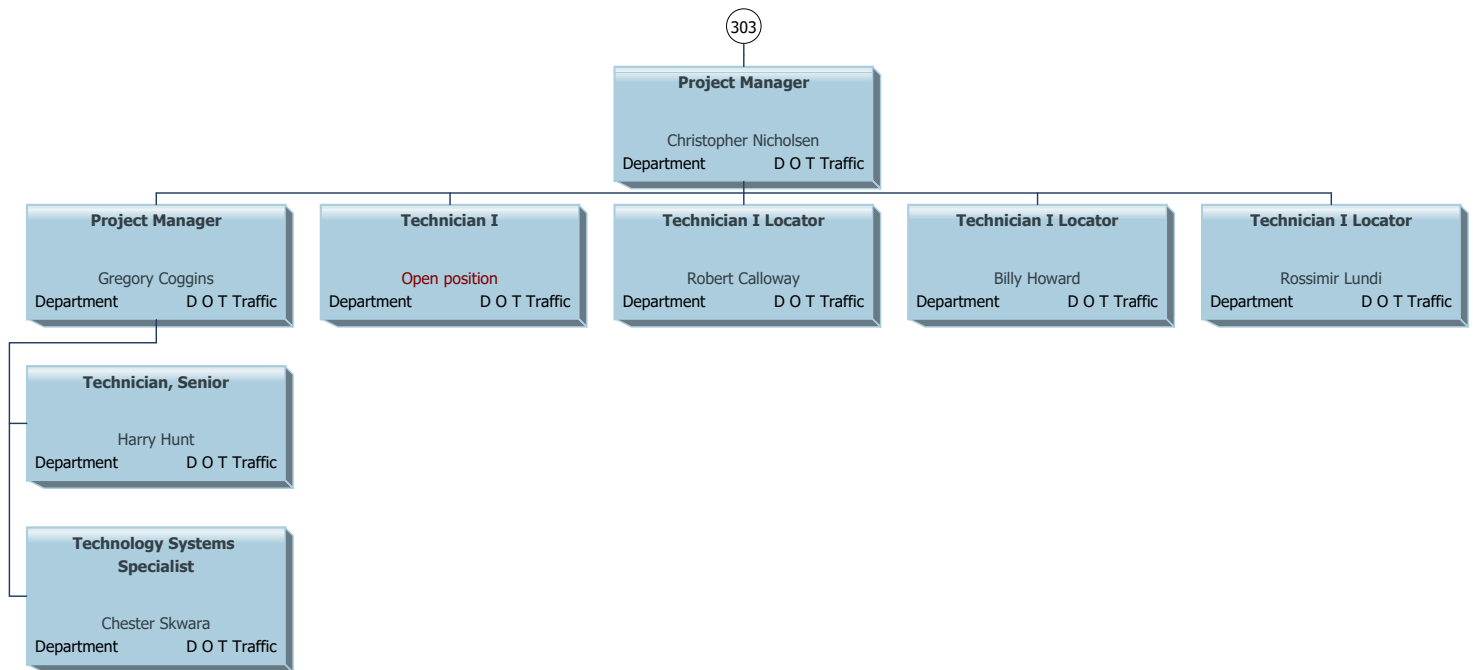 303
Project Manager
Christopher Nicholsen
Department D O T Traffic
Project Manager
Gregory Coggins
Department D O T Traffic
Technician I
Open position
Department D O T Traffic
Technician I Locator
Robert Calloway
Department D O T Traffic
Technician I Locator
Billy Howard
Department D O T Traffic
Technician I Locator
Rossimir Lundi
Department D O T Traffic
Technician, Senior
Harry Hunt
Department D O T Traffic
Technology Systems
Specialist
Chester Skwara
Department D O T Traffic